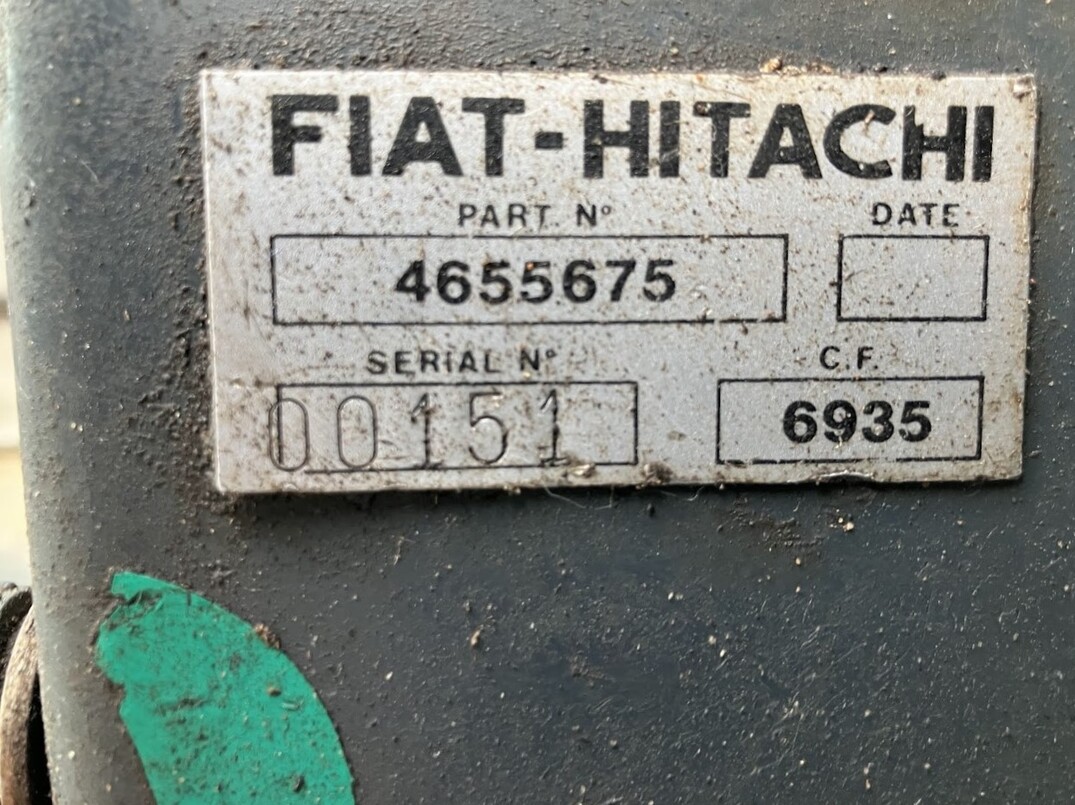 FIAT-HITACHI
PART. Nº DATE
4655675
SERIAL Nº C.F.
00151 6935